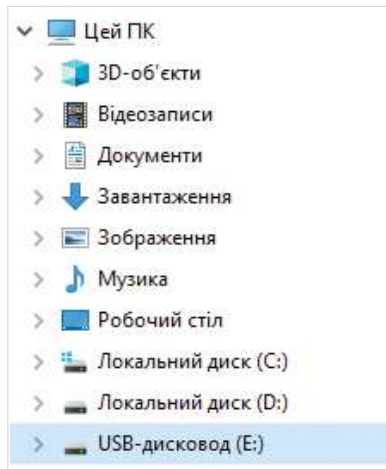 Цей ПК
3D-об'єкти
Відеозаписи
Документи
Завантаження
Зображення
Музика
Робочий стіл
Локальний диск (C:)
Локальний диск (D:)
USB-дисковод (E:)